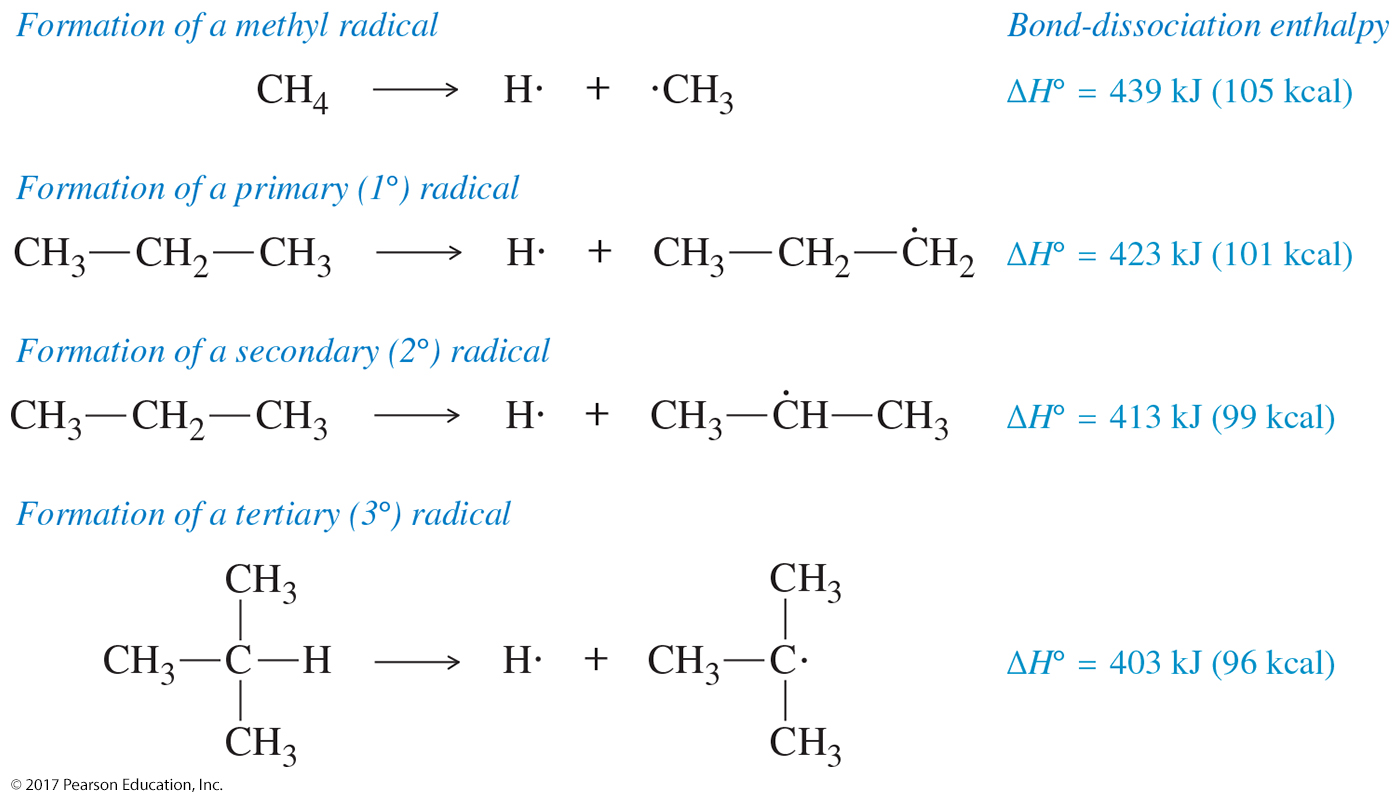 Formation of a methyl radical Bond-dissociation enthalpy
CH₄ ⟶ H· + ·CH₃ ΔH° = 439 kJ (105 kcal)
Formation of a primary (1°) radical
CH₃—CH₂—CH₃ ⟶ H· + CH₃—CH₂—ĊH₂ ΔH° = 423 kJ (101 kcal)
Formation of a secondary (2°) radical
CH₃—CH₂—CH₃ ⟶ H· + CH₃—ĊH—CH₃ ΔH° = 413 kJ (99 kcal)
Formation of a tertiary (3°) radical
CH₃ CH₃
CH₃—C—H ⟶ H· + CH₃—C· ΔH° = 403 kJ (96 kcal)
CH₃ CH₃
© 2017 Pearson Education, Inc.